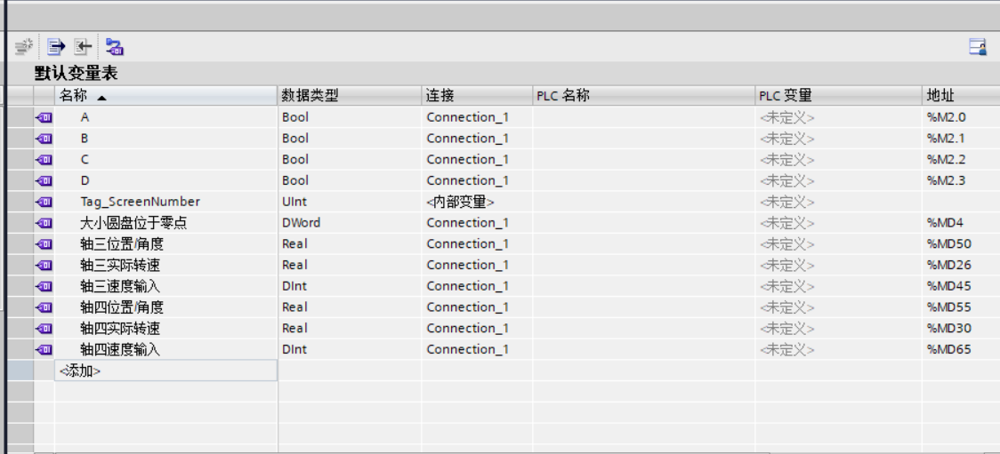 默认变量表
名称 数据类型 连接 PLC 名称 PLC 变量 地址
A Bool Connection_1 <未定义> %M2.0
B Bool Connection_1 <未定义> %M2.1
C Bool Connection_1 <未定义> %M2.2
D Bool Connection_1 <未定义> %M2.3
Tag_ScreenNumber UInt <内部变量> <未定义>
大小圆盘位于零点 DWord Connection_1 <未定义> %MD4
轴三位置/角度 Real Connection_1 <未定义> %MD50
轴三实际转速 Real Connection_1 <未定义> %MD26
轴三速度输入 DInt Connection_1 <未定义> %MD45
轴四位置/角度 Real Connection_1 <未定义> %MD55
轴四实际转速 Real Connection_1 <未定义> %MD30
轴四速度输入 DInt Connection_1 <未定义> %MD65
<添加>